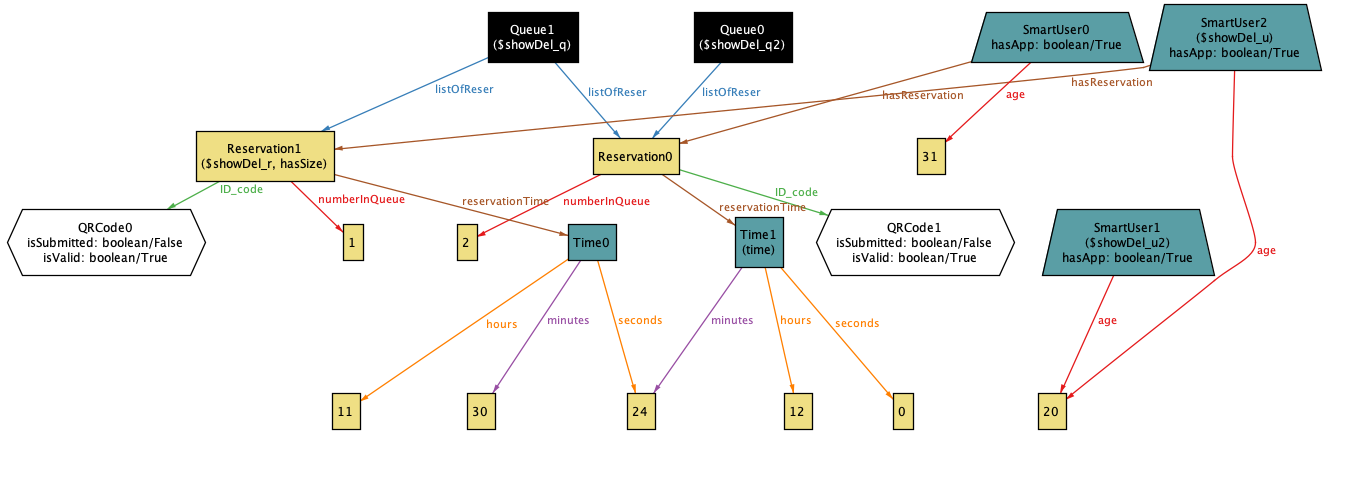 Queue1
($showDel_q)
Queue0
($showDel_q2)
SmartUser0
hasApp: boolean/True
SmartUser2
($showDel_u)
hasApp: boolean/True
listOfReser
listOfReser
listOfReser
hasReservation
age
hasReservation
Reservation1
($showDel_r, hasSize)
Reservation0
31
ID_code
numberInQueue
reservationTime
numberInQueue
reservationTime
ID_code
QRCode0
isSubmitted: boolean/False
isValid: boolean/True
1
2
Time0
Time1
(time)
QRCode1
isSubmitted: boolean/False
isValid: boolean/True
SmartUser1
($showDel_u2)
hasApp: boolean/True
age
hours
minutes
seconds
minutes
hours
seconds
age
11
30
24
12
0
20